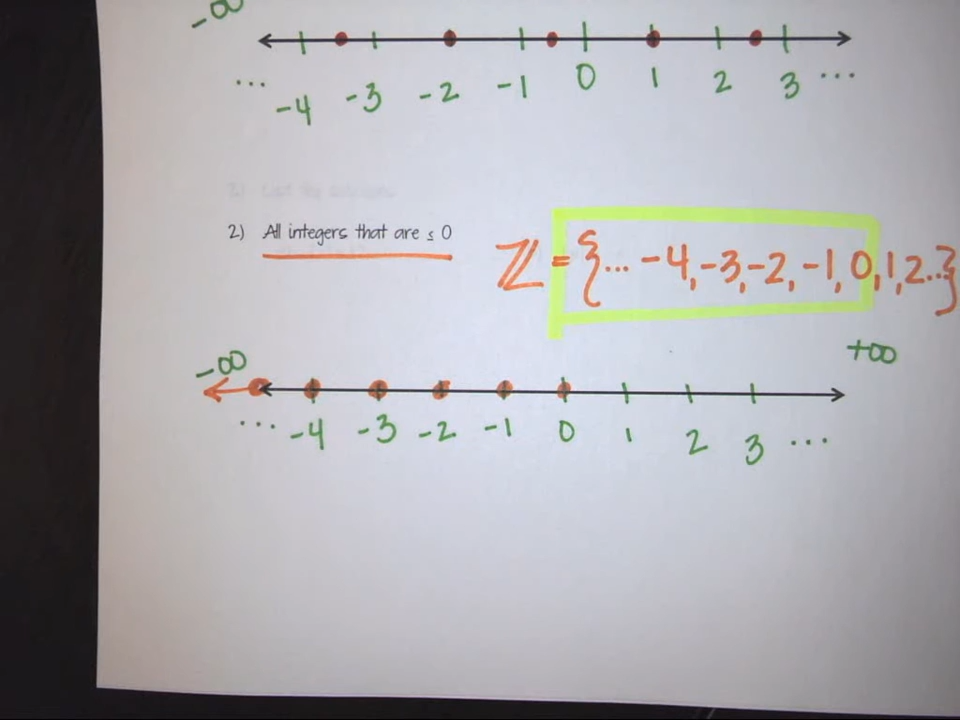 -∞
... -4 -3 -2 -1 0 1 2 3 ...
2) All integers that are ≤ 0
ℤ = {... -4, -3, -2, -1, 0, 1, 2..}
-∞ +∞
... -4 -3 -2 -1 0 1 2 3 ...